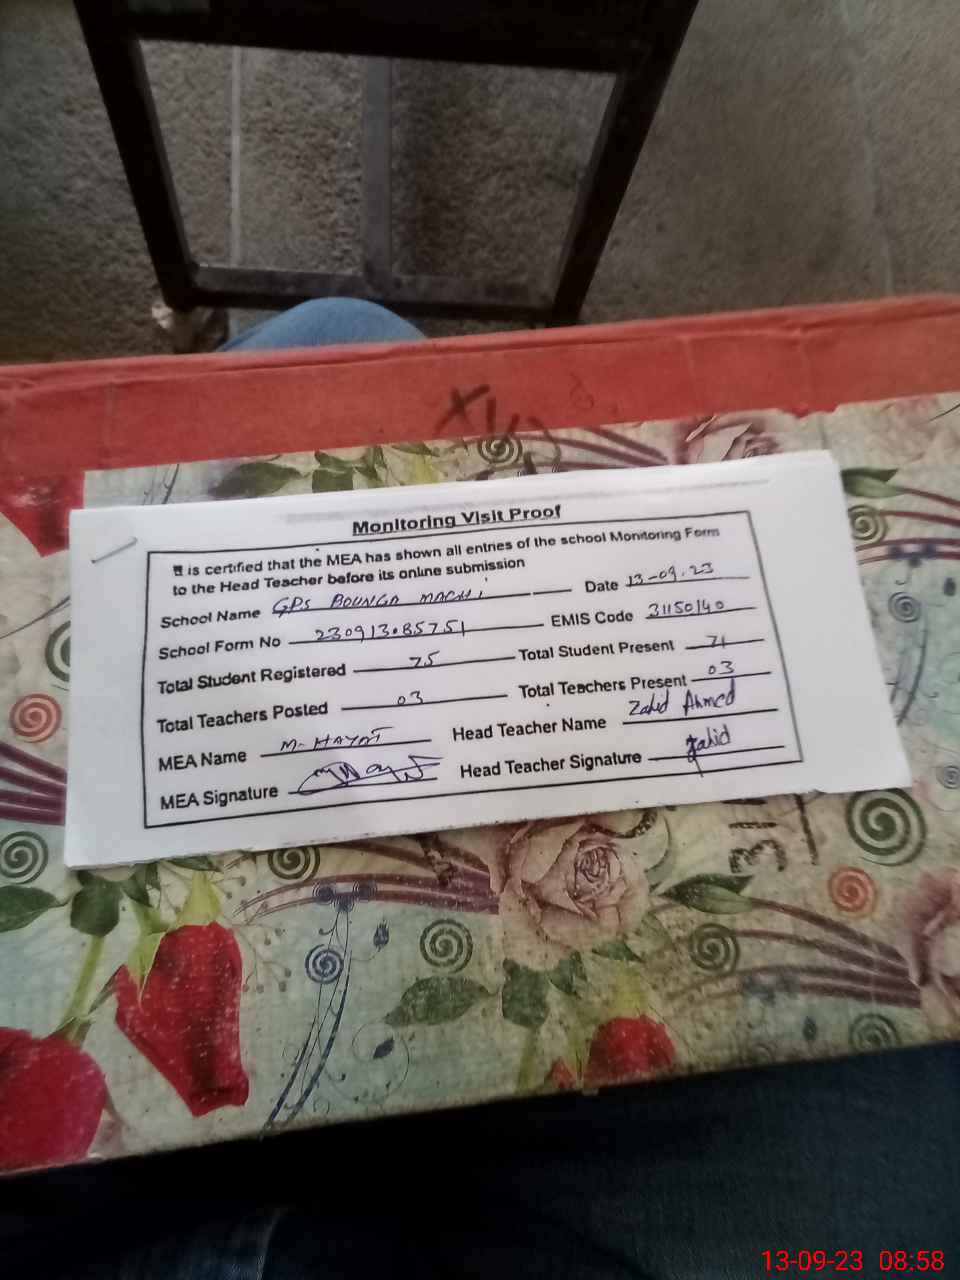 Monitoring Visit Proof
It is certified that the MEA has shown all entries of the school Monitoring Form
to the Head Teacher before its online submission
School Name GPS BOUNGA MACHI Date 13-09-23
School Form No 230913085751 EMIS Code 31150140
Total Student Registered 75 Total Student Present 71
Total Teachers Posted 03 Total Teachers Present 03
MEA Name M-HAYAT Head Teacher Name Zahid Ahmed
MEA Signature Head Teacher Signature Zahid
13-09-23 08:58